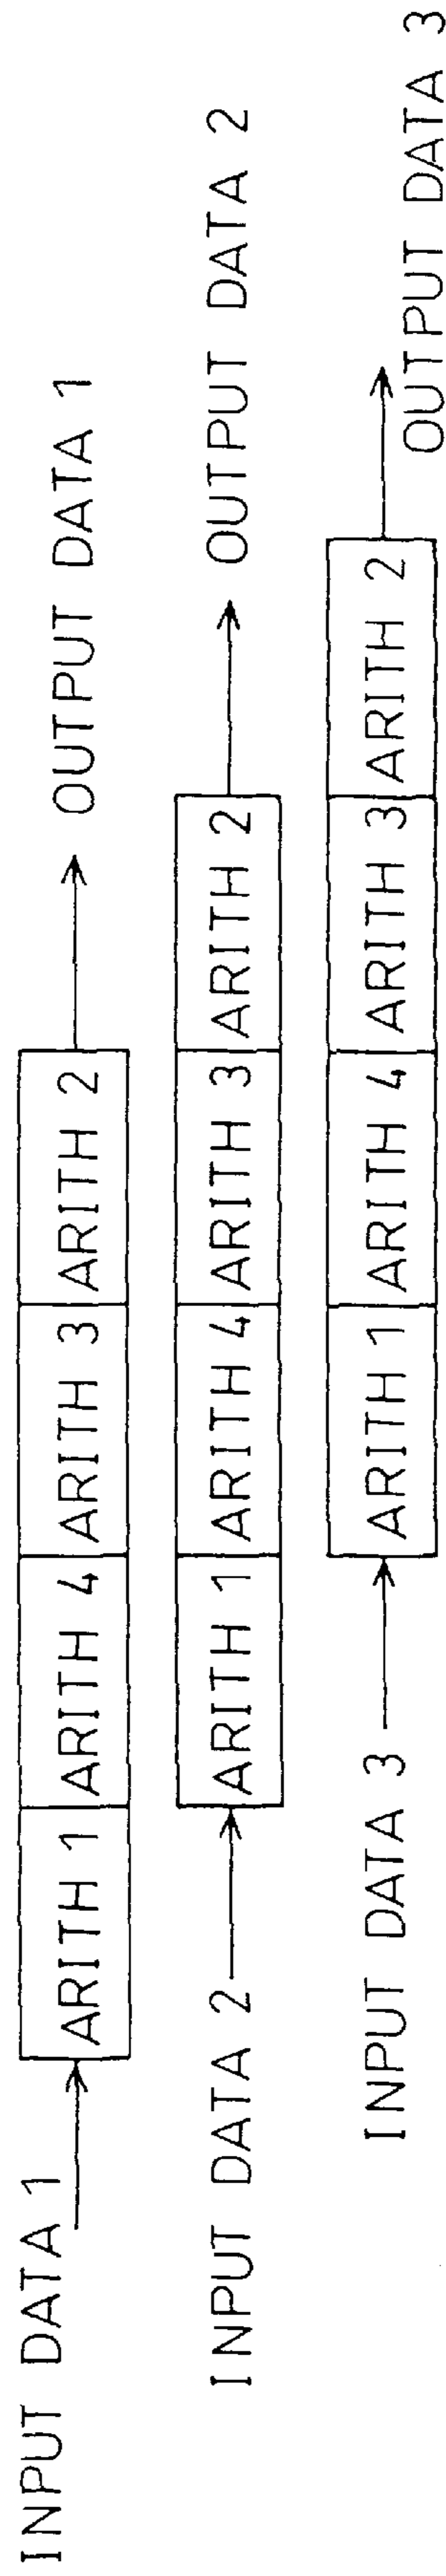 INPUT DATA 1 ARITH 1 ARITH 4 ARITH 3 ARITH 2 OUTPUT DATA 1
INPUT DATA 2 ARITH 1 ARITH 4 ARITH 3 ARITH 2 OUTPUT DATA 2
INPUT DATA 3 ARITH 1 ARITH 4 ARITH 3 ARITH 2 OUTPUT DATA 3